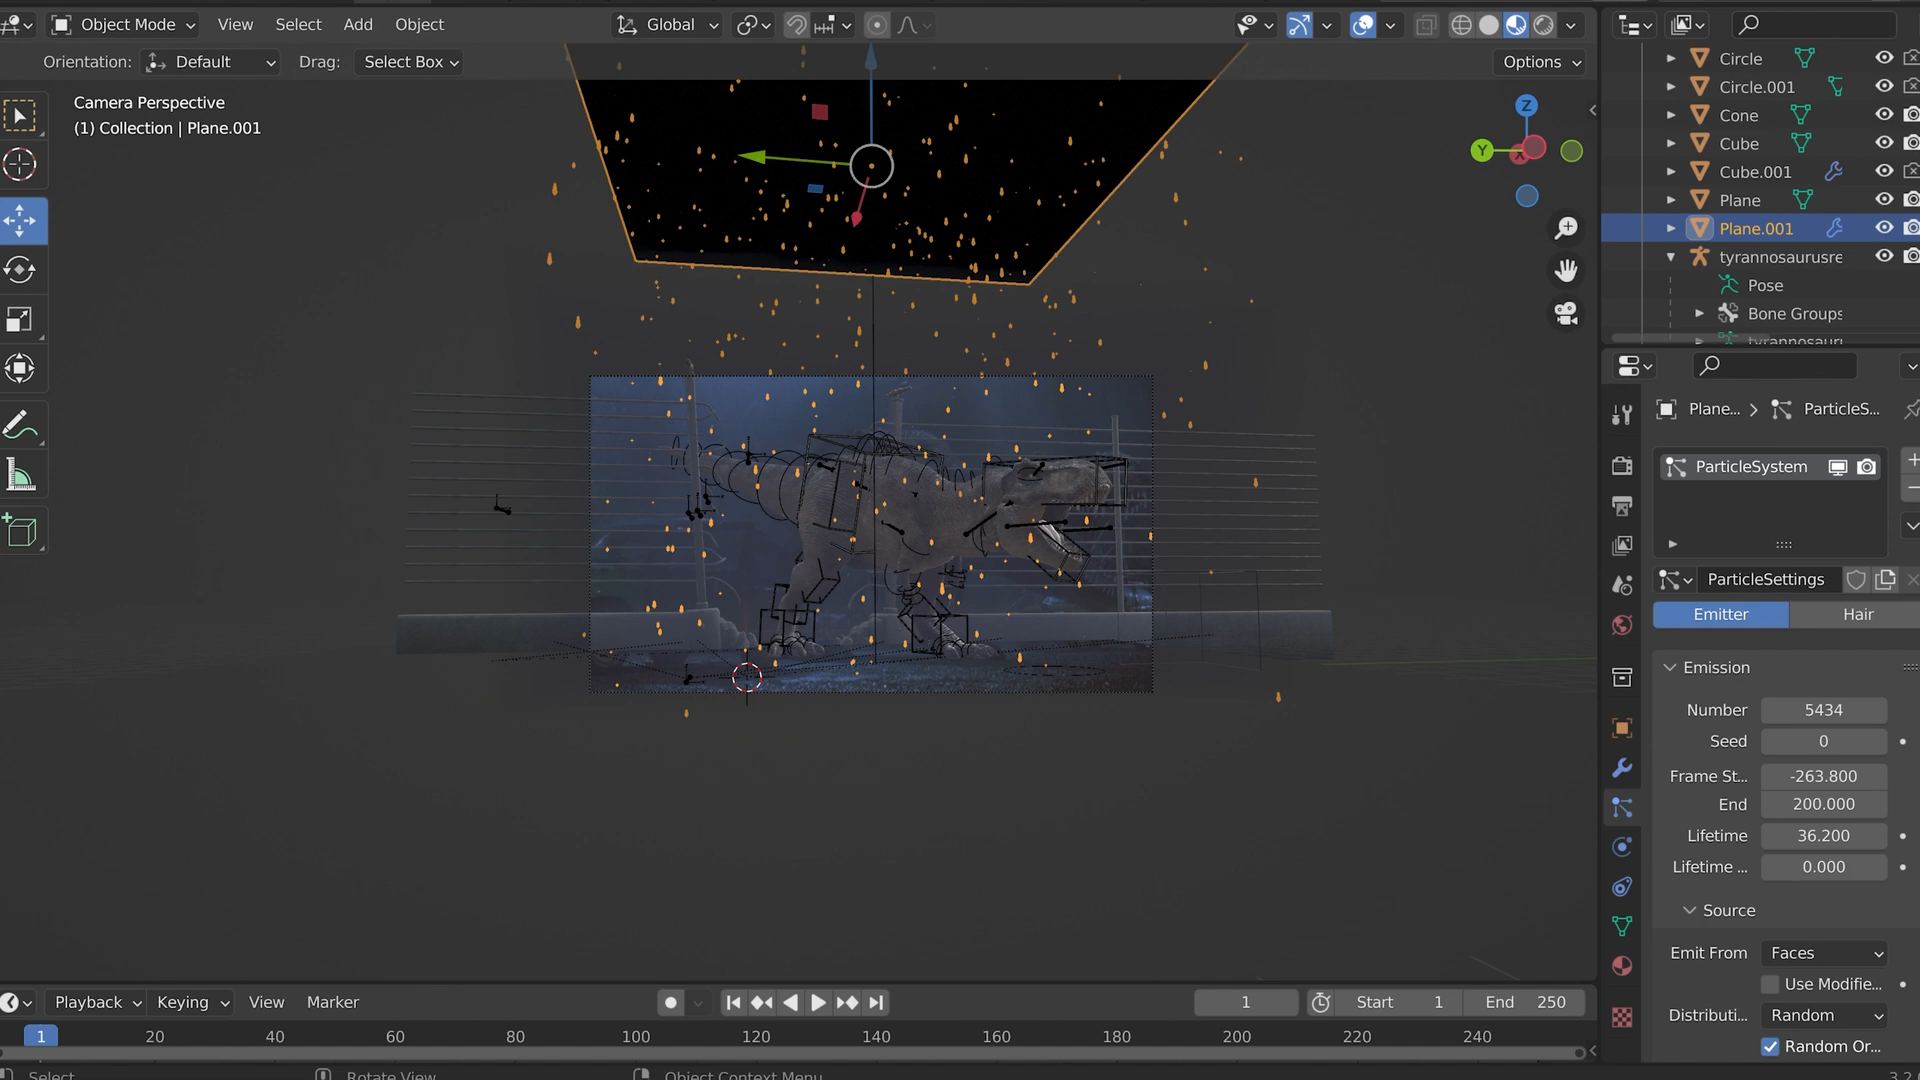 Object Mode View Select Add Object Global
Orientation: Default Drag: Select Box Options
Camera Perspective
(1) Collection | Plane.001
Z
Y
X
Circle
Circle.001
Cone
Cube
Cube.001
Plane
Plane.001
tyrannosaurusre
Pose
Bone Groups
tyrannosauru
Plane... ParticleS...
ParticleSystem
ParticleSettings
Emitter Hair
Emission
Number 5434
Seed 0
Frame St... -263.800
End 200.000
Lifetime 36.200
Lifetime ... 0.000
Source
Emit From Faces
Use Modifie...
Distributi... Random
Random Or...
Playback Keying View Marker 1 Start 1 End 250
1 20 40 60 80 100 120 140 160 180 200 220 240
Select Rotate View Object Context Menu